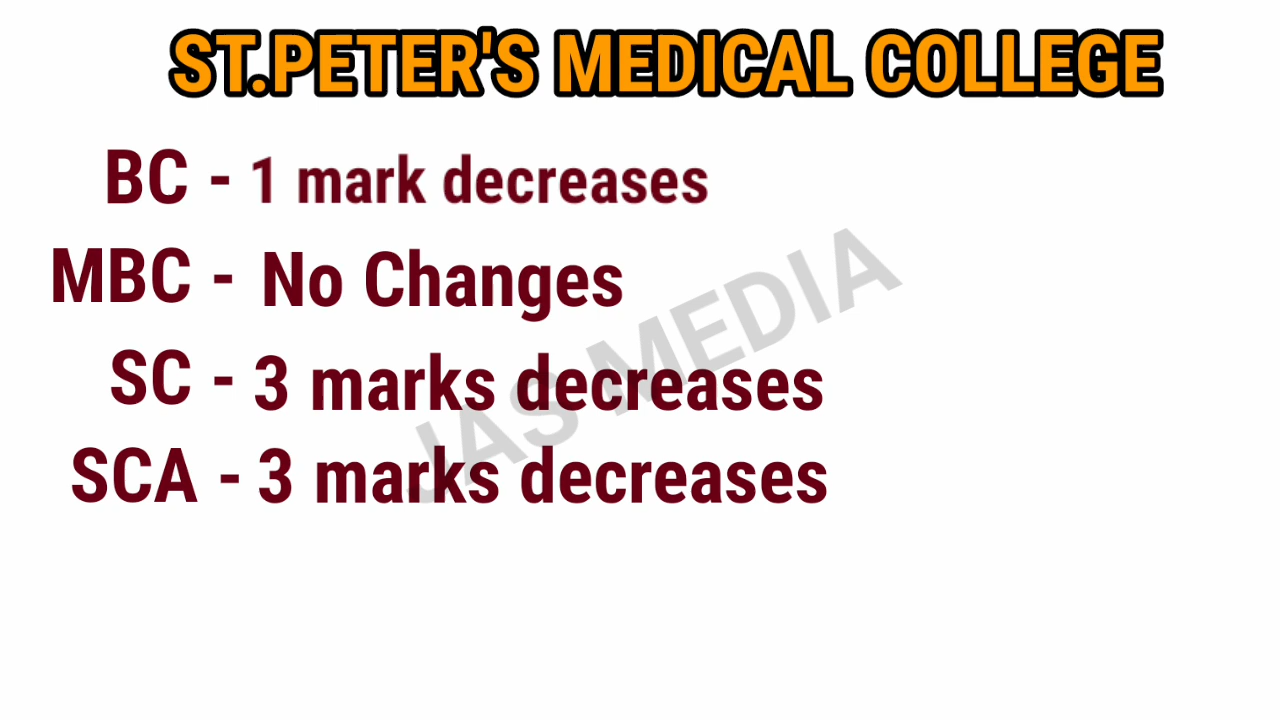 ST.PETER'S MEDICAL COLLEGE
BC - 1 mark decreases
MBC - No Changes
SC - 3 marks decreases
SCA - 3 marks decreases
JAS MEDIA